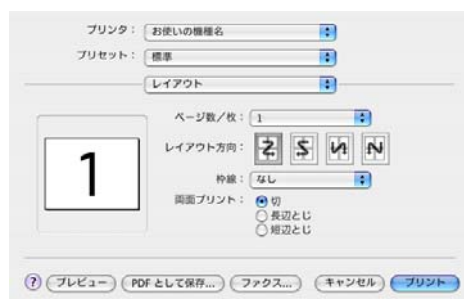 プリンタ： お使いの機種名
プリセット： 標準
レイアウト
ページ数／枚： 1
レイアウト方向：
枠線： なし
両面プリント： 切
長辺とじ
短辺とじ
1
? プレビュー PDF として保存... ファクス... キャンセル プリント